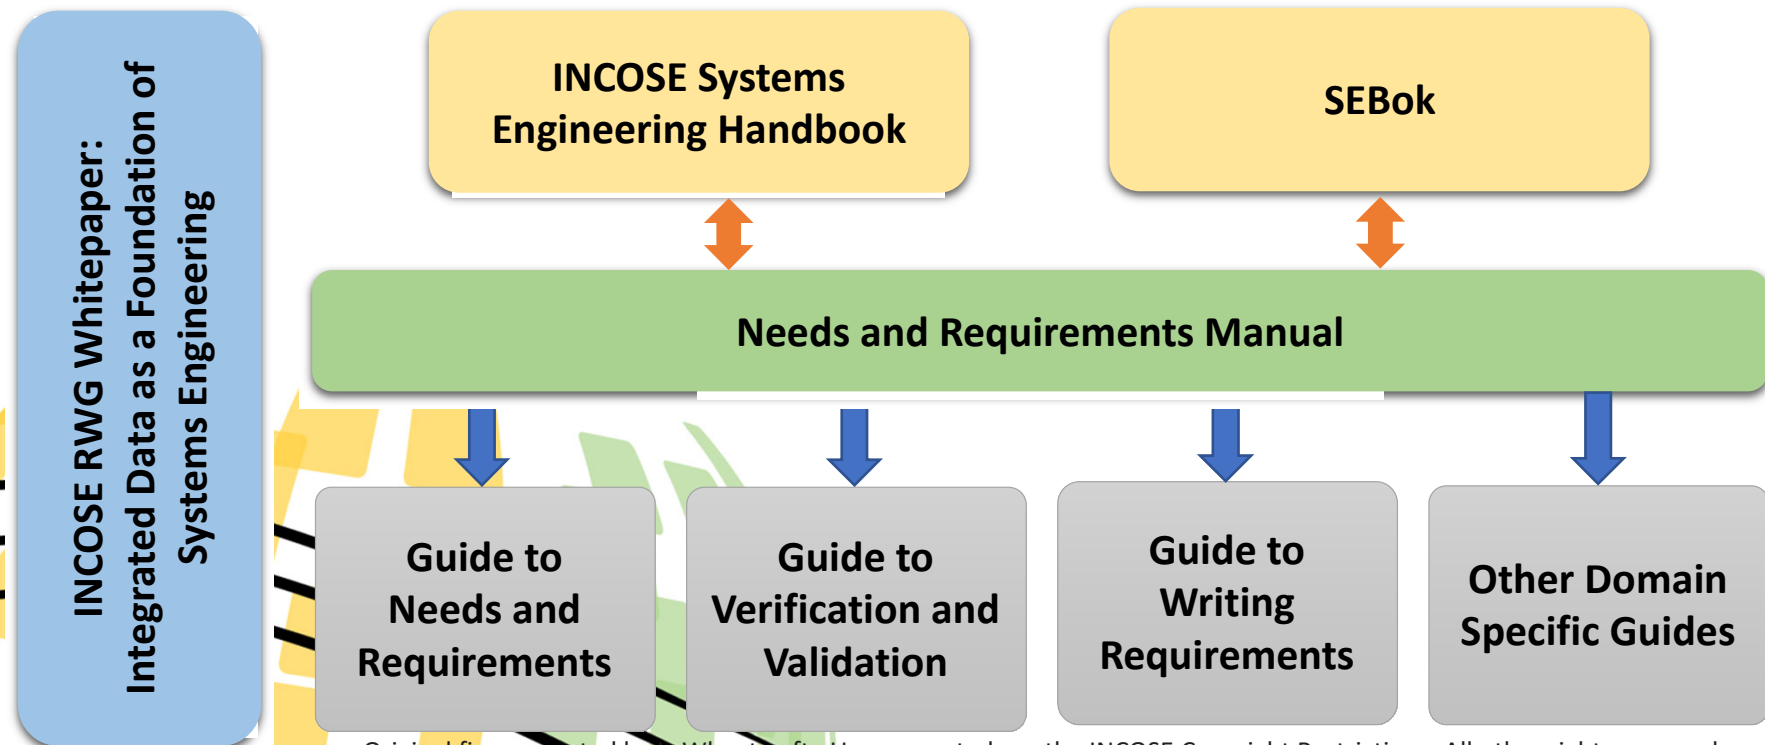 INCOSE RWG Whitepaper:
Integrated Data as a Foundation of
Systems Engineering
INCOSE Systems
Engineering Handbook
SEBok
Needs and Requirements Manual
Guide to
Needs and
Requirements
Guide to
Verification and
Validation
Guide to
Writing
Requirements
Other Domain
Specific Guides